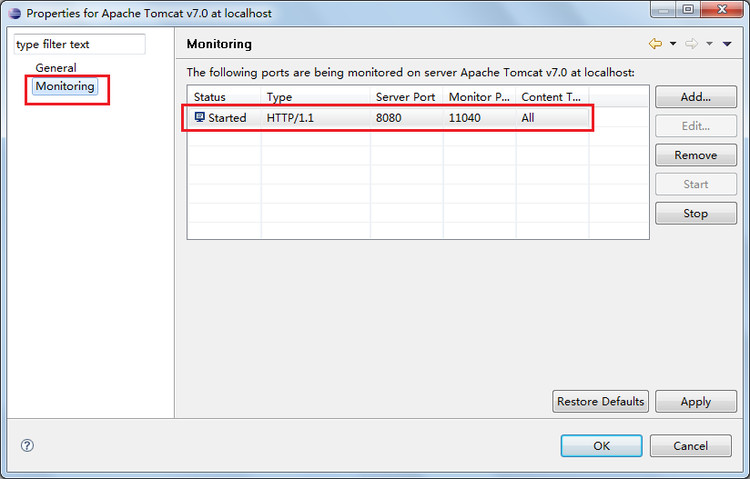 Properties for Apache Tomcat v7.0 at localhost
type filter text
General
Monitoring
Monitoring
The following ports are being monitored on server Apache Tomcat v7.0 at localhost:
Status Type Server Port Monitor P... Content T...
Started HTTP/1.1 8080 11040 All
Add...
Edit...
Remove
Start
Stop
Restore Defaults Apply
OK Cancel